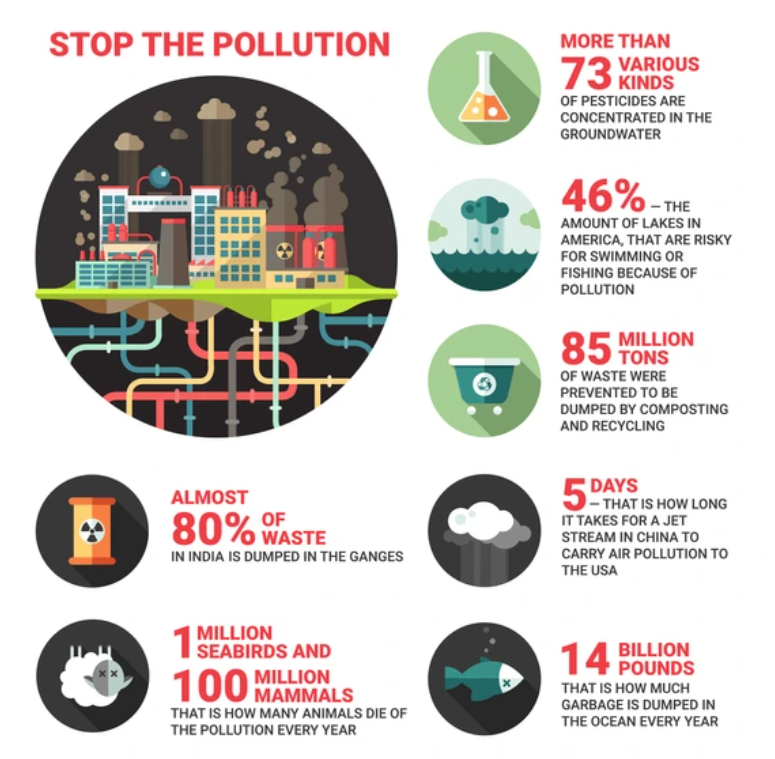 STOP THE POLLUTION
MORE THAN
73 VARIOUS
KINDS
OF PESTICIDES ARE
CONCENTRATED IN THE
GROUNDWATER
46% – THE
AMOUNT OF LAKES IN
AMERICA, THAT ARE RISKY
FOR SWIMMING OR
FISHING BECAUSE OF
POLLUTION
85 MILLION
TONS
OF WASTE WERE
PREVENTED TO BE
DUMPED BY COMPOSTING
AND RECYCLING
ALMOST
80% OF
WASTE
IN INDIA IS DUMPED IN THE GANGES
5 DAYS
– THAT IS HOW LONG
IT TAKES FOR A JET
STREAM IN CHINA TO
CARRY AIR POLLUTION TO
THE USA
1 MILLION
SEABIRDS AND
100 MILLION
MAMMALS
THAT IS HOW MANY ANIMALS DIE OF
THE POLLUTION EVERY YEAR
14 BILLION
POUNDS
THAT IS HOW MUCH
GARBAGE IS DUMPED IN
THE OCEAN EVERY YEAR